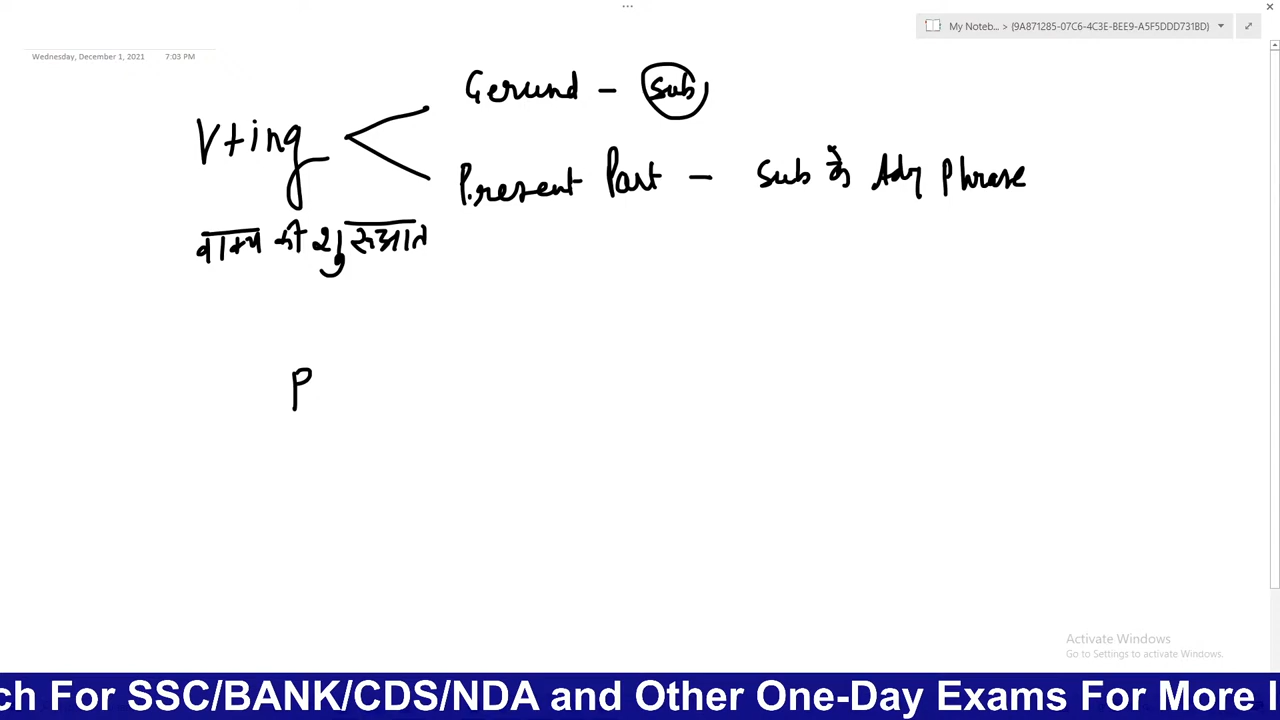 My Noteb... > {9A871285-07C6-4C3E-BEE9-A5F5DDD731BD}
Wednesday, December 1, 2021 7:03 PM
Gerund - Sub
V+ing
Present Part - Sub के Adj Phrase
वाक्य की शुरूआत
P
Activate Windows
Go to Settings to activate Windows.
ch For SSC/BANK/CDS/NDA and Other One-Day Exams For More I